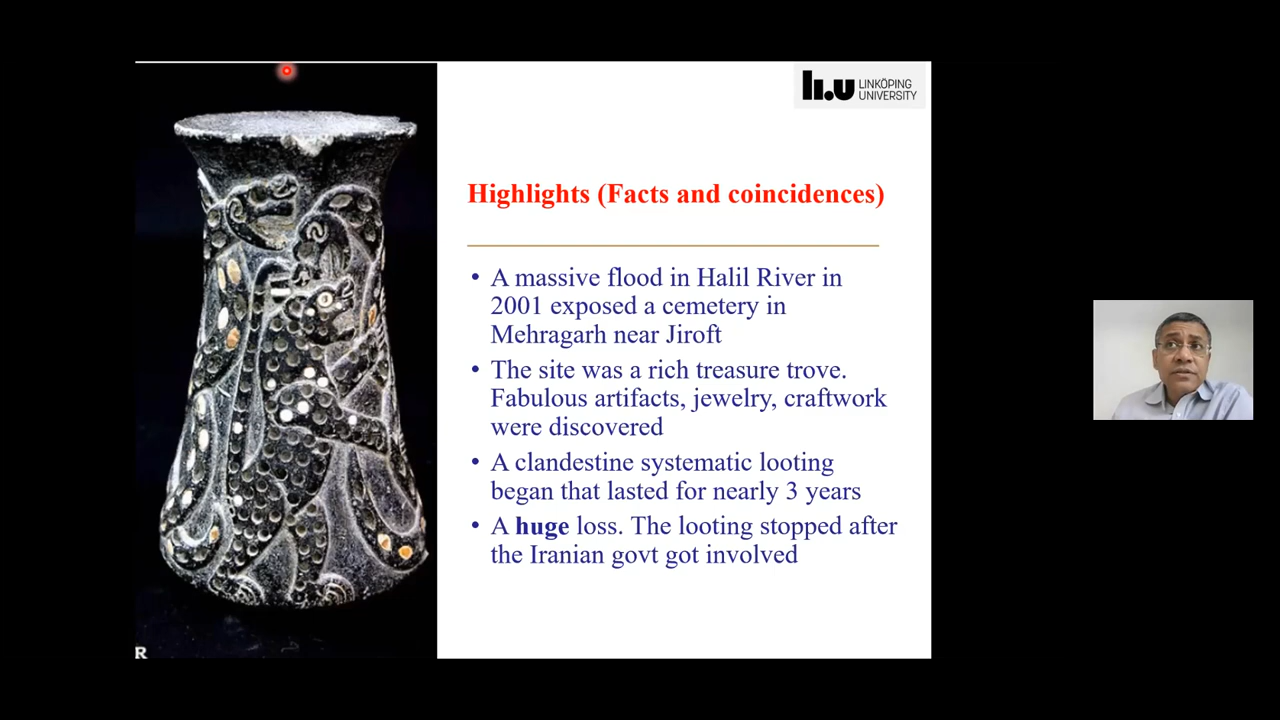 li.u LINKÖPING
UNIVERSITY
Highlights (Facts and coincidences)
• A massive flood in Halil River in
2001 exposed a cemetery in
Mehragarh near Jiroft
• The site was a rich treasure trove.
Fabulous artifacts, jewelry, craftwork
were discovered
• A clandestine systematic looting
began that lasted for nearly 3 years
• A huge loss. The looting stopped after
the Iranian govt got involved
R